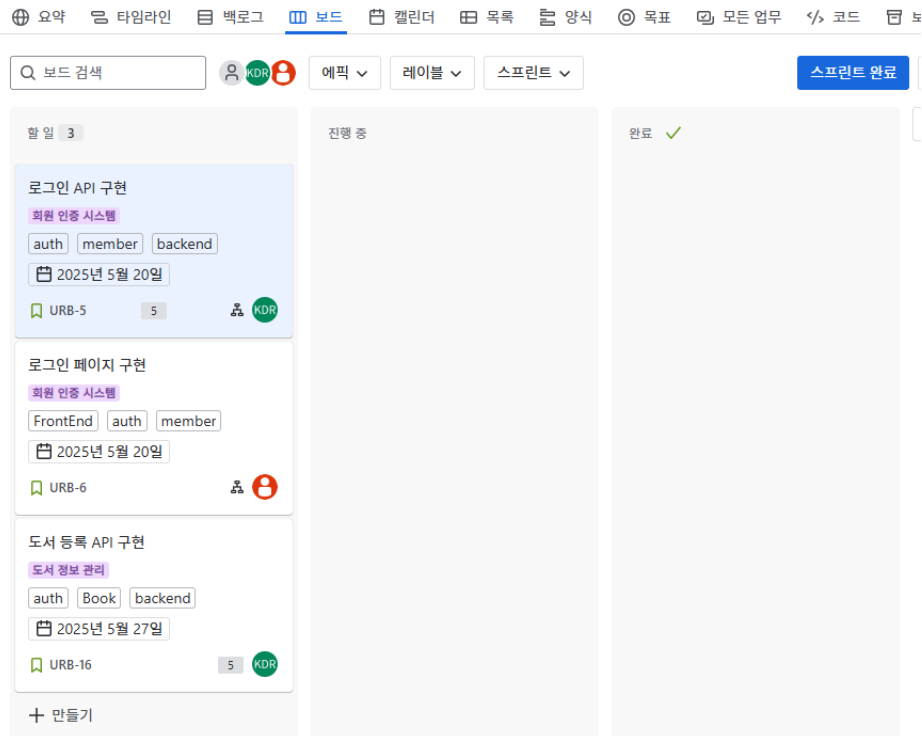 요약 타임라인 백로그 보드 캘린더 목록 양식 목표 모든 업무 코드
보드 검색 KDR 에픽 레이블 스프린트 스프린트 완료
할 일 3 진행 중 완료
로그인 API 구현
회원 인증 시스템
auth member backend
2025년 5월 20일
URB-5 5 KDR
로그인 페이지 구현
회원 인증 시스템
FrontEnd auth member
2025년 5월 20일
URB-6
도서 등록 API 구현
도서 정보 관리
auth Book backend
2025년 5월 27일
URB-16 5 KDR
만들기